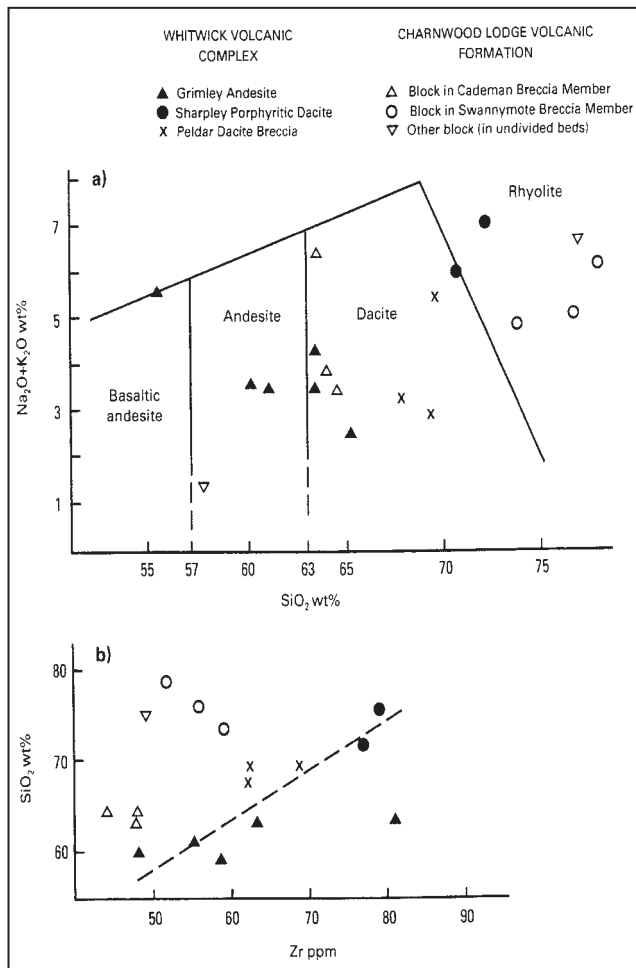 WHITWICK VOLCANIC
COMPLEX
▲ Grimley Andesite
● Sharpley Porphyritic Dacite
x Peldar Dacite Breccia
CHARNWOOD LODGE VOLCANIC
FORMATION
△ Block in Cademan Breccia Member
○ Block in Swannymote Breccia Member
▽ Other block (in undivided beds)
a)
Rhyolite
Andesite
Dacite
Basaltic
andesite
Na₂O+K₂O wt%
7
5
3
1
55 57 60 63 65 70 75
SiO₂ wt%
b)
SiO₂ wt%
80
70
60
50 60 70 80 90
Zr ppm